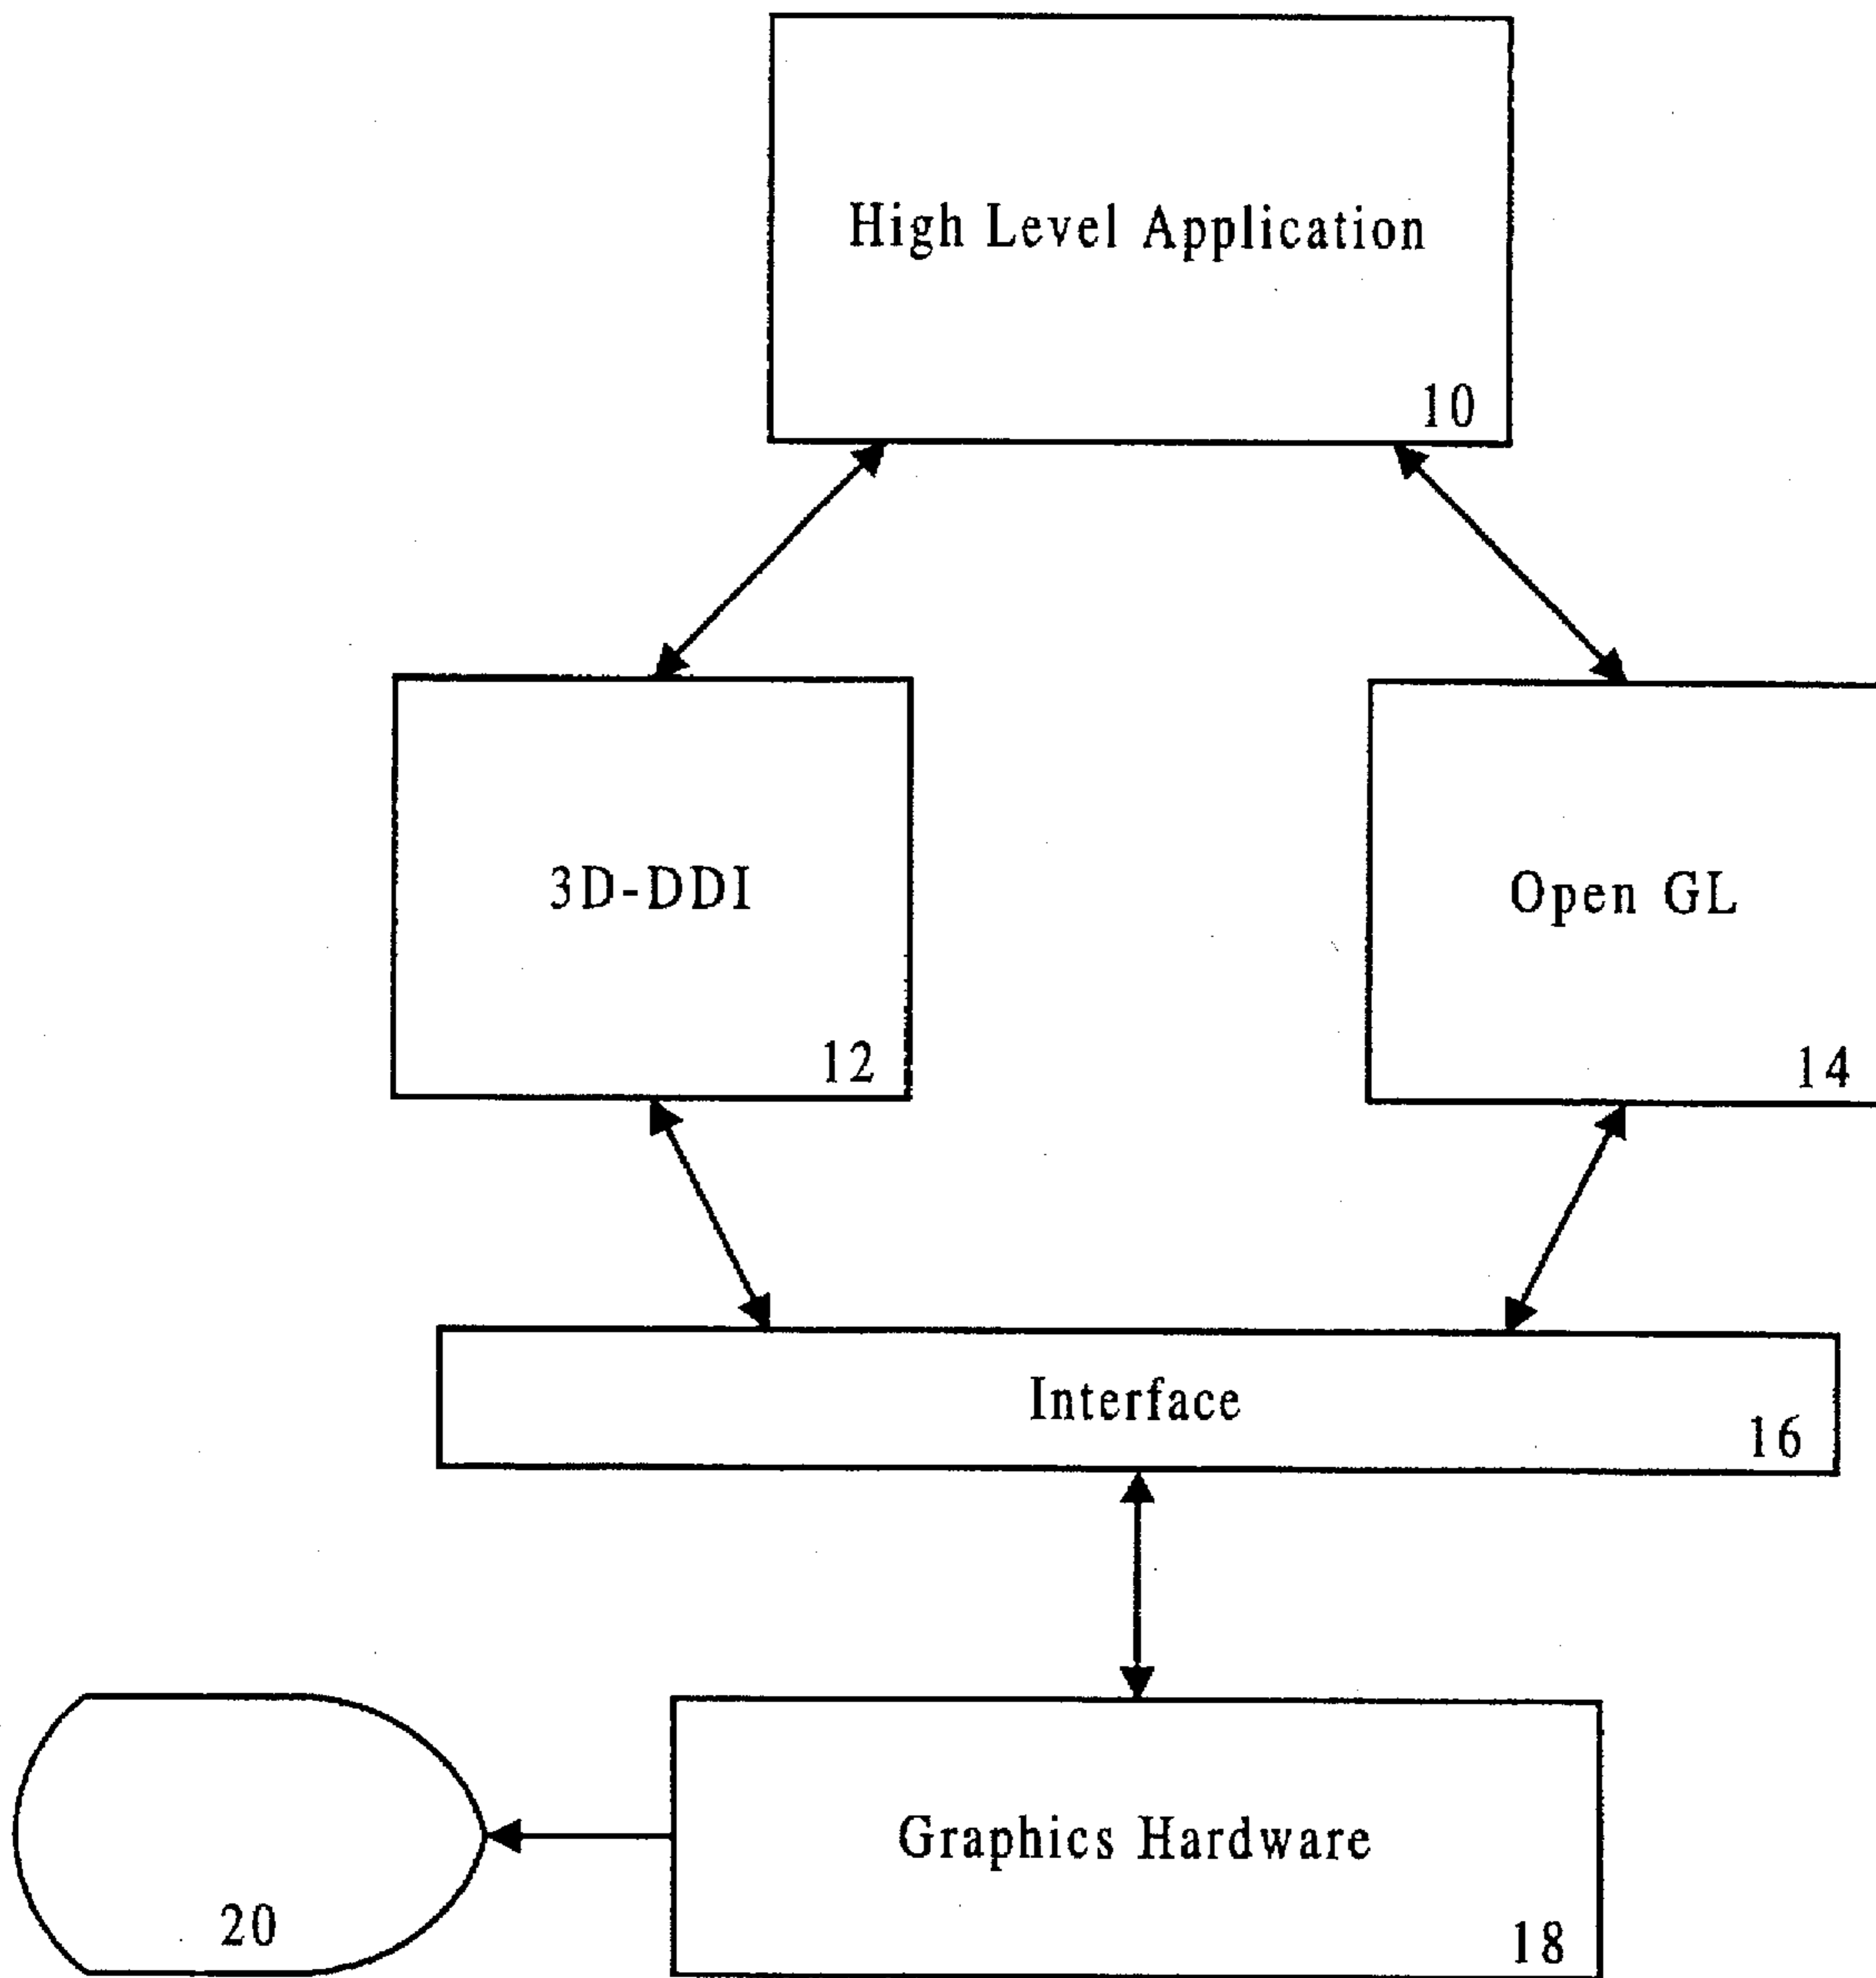 High Level Application
10
3D-DDI
12
Open GL
14
Interface
16
Graphics Hardware
18
20